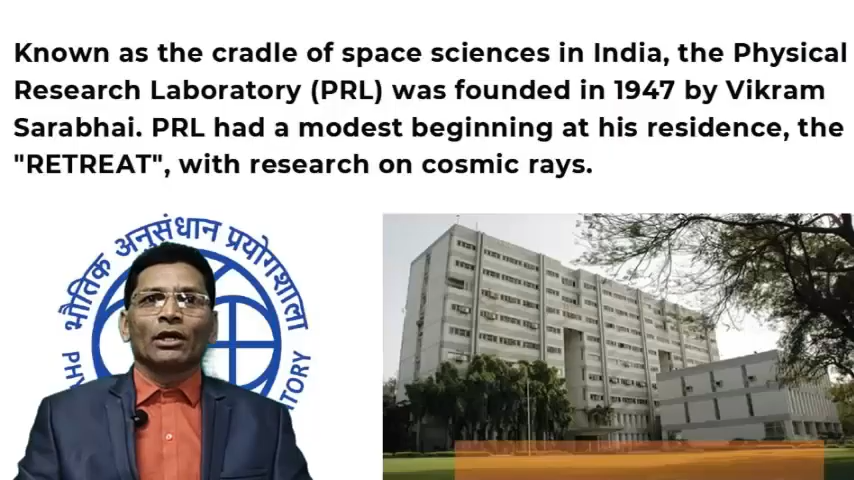 Known as the cradle of space sciences in India, the Physical
Research Laboratory (PRL) was founded in 1947 by Vikram
Sarabhai. PRL had a modest beginning at his residence, the
"RETREAT", with research on cosmic rays.
भौतिक अनुसंधान प्रयोगशाला